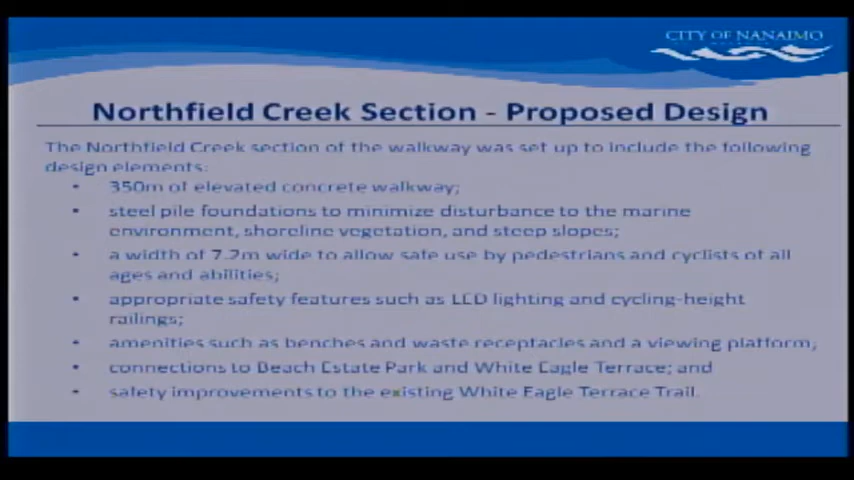 CITY OF NANAIMO
Northfield Creek Section - Proposed Design
The Northfield Creek section of the walkway was set up to include the following
design elements:
• 350m of elevated concrete walkway;
• steel pile foundations to minimize disturbance to the marine
environment, shoreline vegetation, and steep slopes;
• a width of 7.2m wide to allow safe use by pedestrians and cyclists of all
ages and abilities;
• appropriate safety features such as LED lighting and cycling-height
railings;
• amenities such as benches and waste receptacles and a viewing platform;
• connections to Beach Estate Park and White Eagle Terrace; and
• safety improvements to the existing White Eagle Terrace Trail.